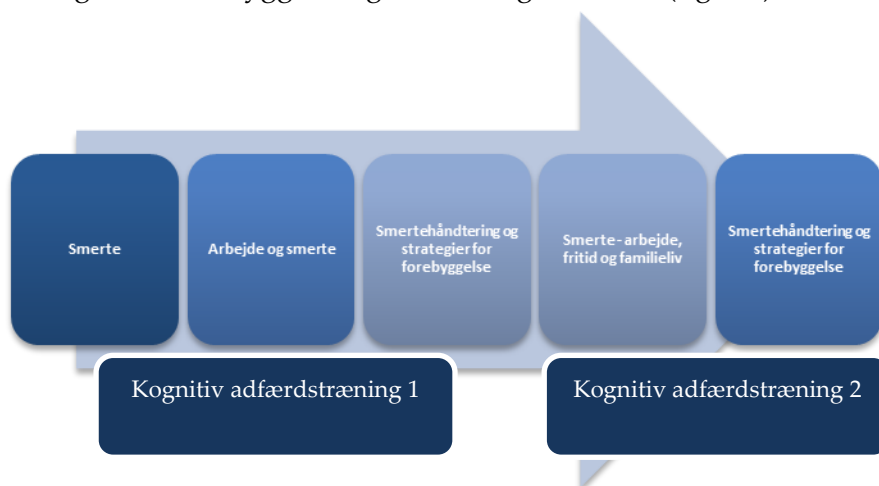 Smerte
Arbejde og smerte
Smertehåndtering og
strategier for
forebyggelse
Smerte - arbejde,
fritid og familieliv
Smertehåndtering og
strategier for
forebyggelse
Kognitiv adfærdstræning 1
Kognitiv adfærdstræning 2